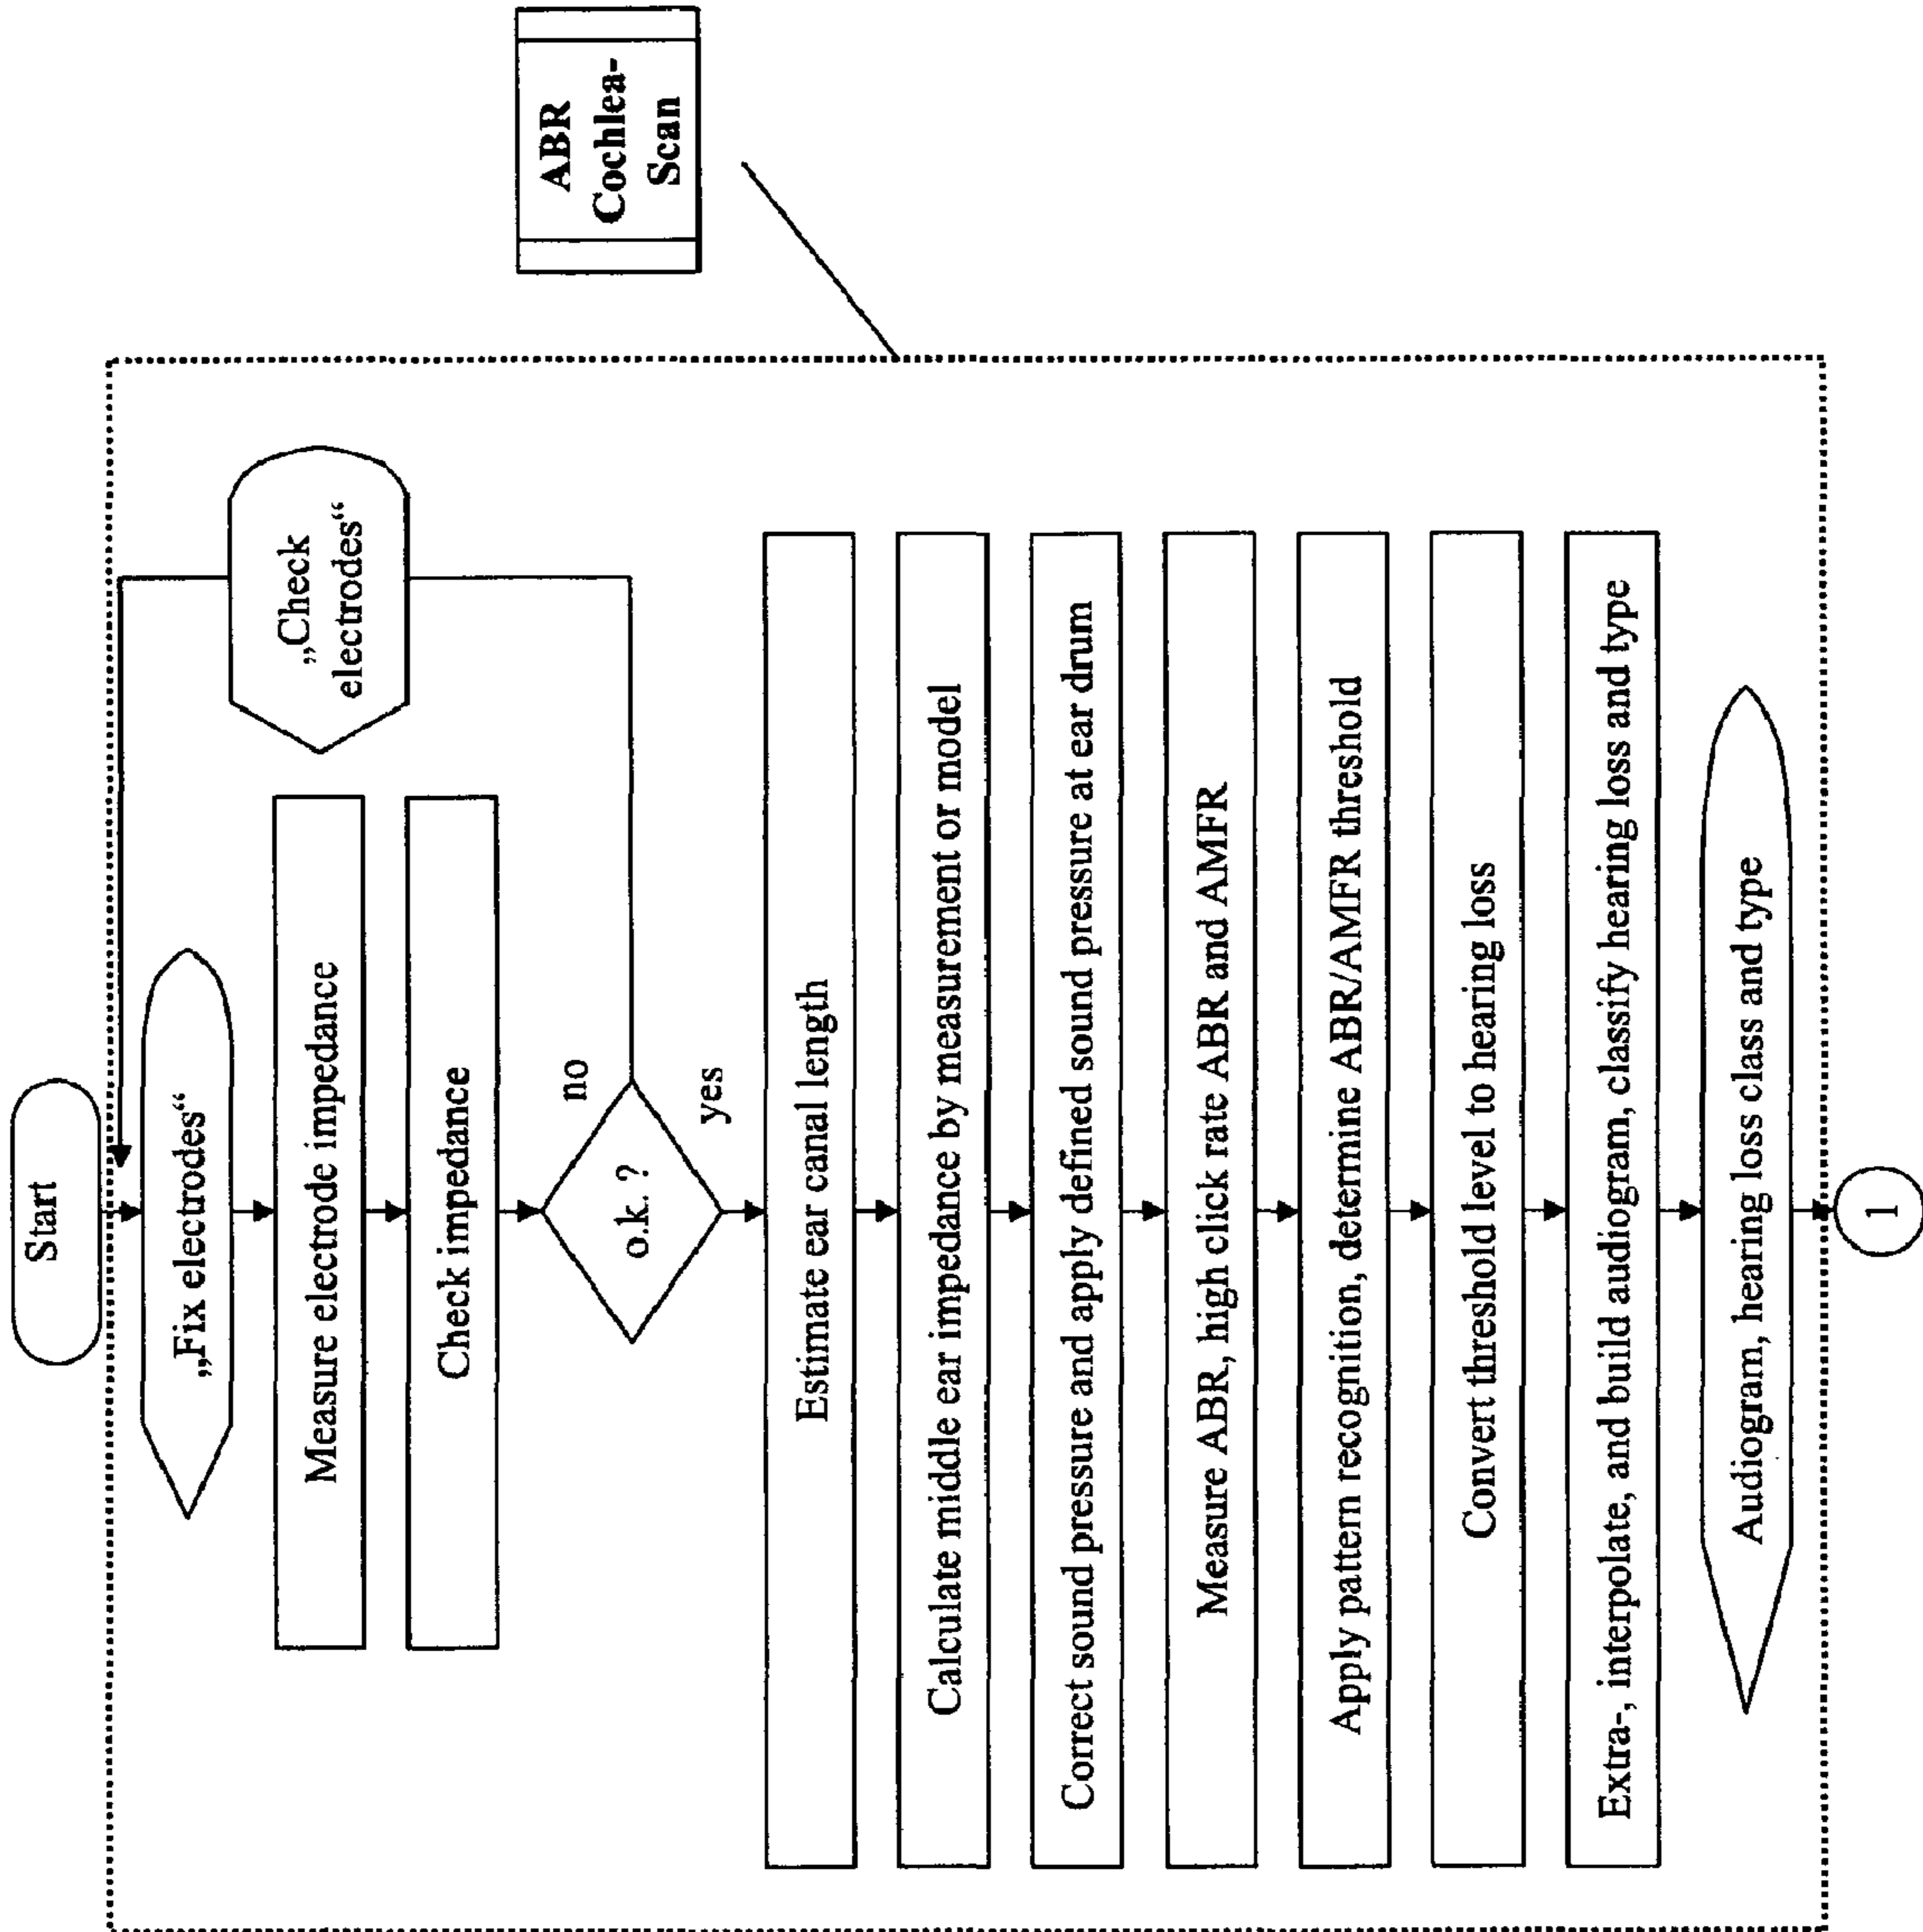 Start
„Fix electrodes“
Measure electrode impedance
Check impedance
o.k. ?
no
yes
„Check
electrodes“
Estimate ear canal length
Calculate middle ear impedance by measurement or model
Correct sound pressure and apply defined sound pressure at ear drum
Measure ABR, high click rate ABR and AMFR
Apply pattern recognition, determine ABR/AMFR threshold
Convert threshold level to hearing loss
Extra-, interpolate, and build audiogram, classify hearing loss and type
Audiogram, hearing loss class and type
1
ABR
Cochlea-
Scan